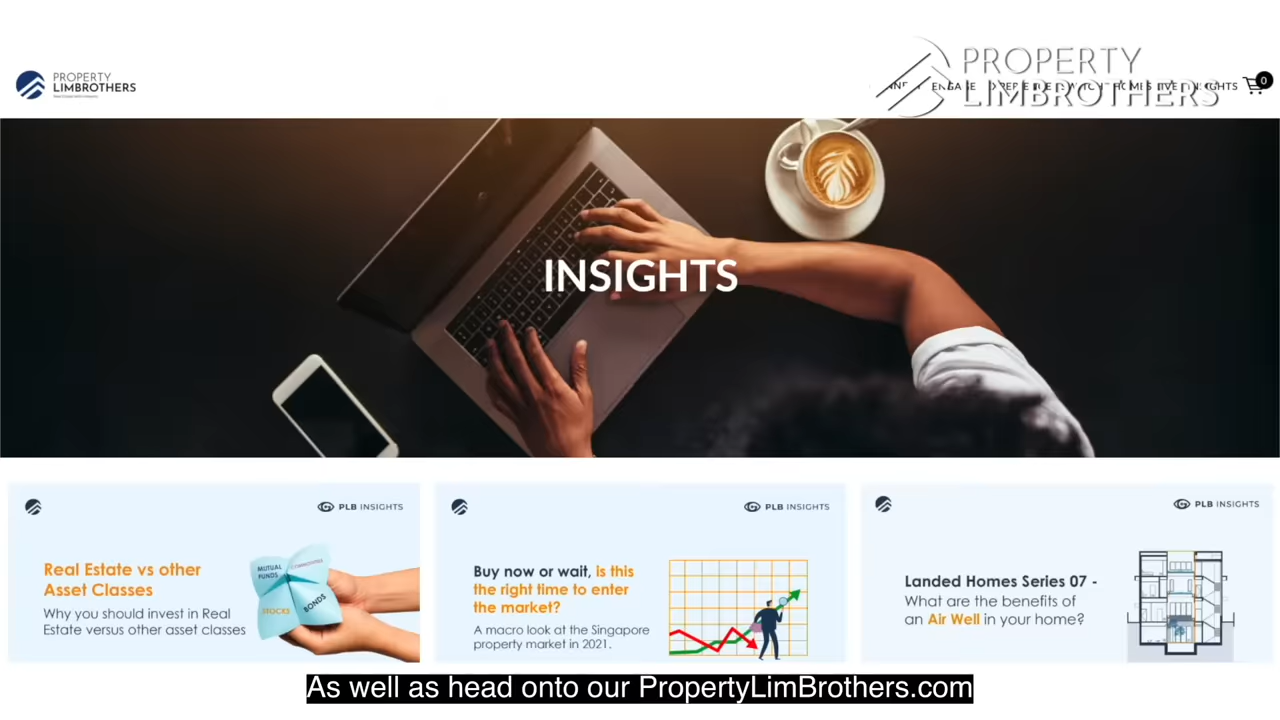 PROPERTY
LIMBROTHERS
PROPERTY
LIMBROTHERS
0
INSIGHTS
PLB INSIGHTS
Real Estate vs other
Asset Classes
Why you should invest in Real
Estate versus other asset classes
MUTUAL
FUNDS
COMMODITIES
STOCKS
BONDS
PLB INSIGHTS
Buy now or wait, is this
the right time to enter
the market?
A macro look at the Singapore
property market in 2021.
PLB INSIGHTS
Landed Homes Series 07 -
What are the benefits of
an Air Well in your home?
As well as head onto our PropertyLimBrothers.com